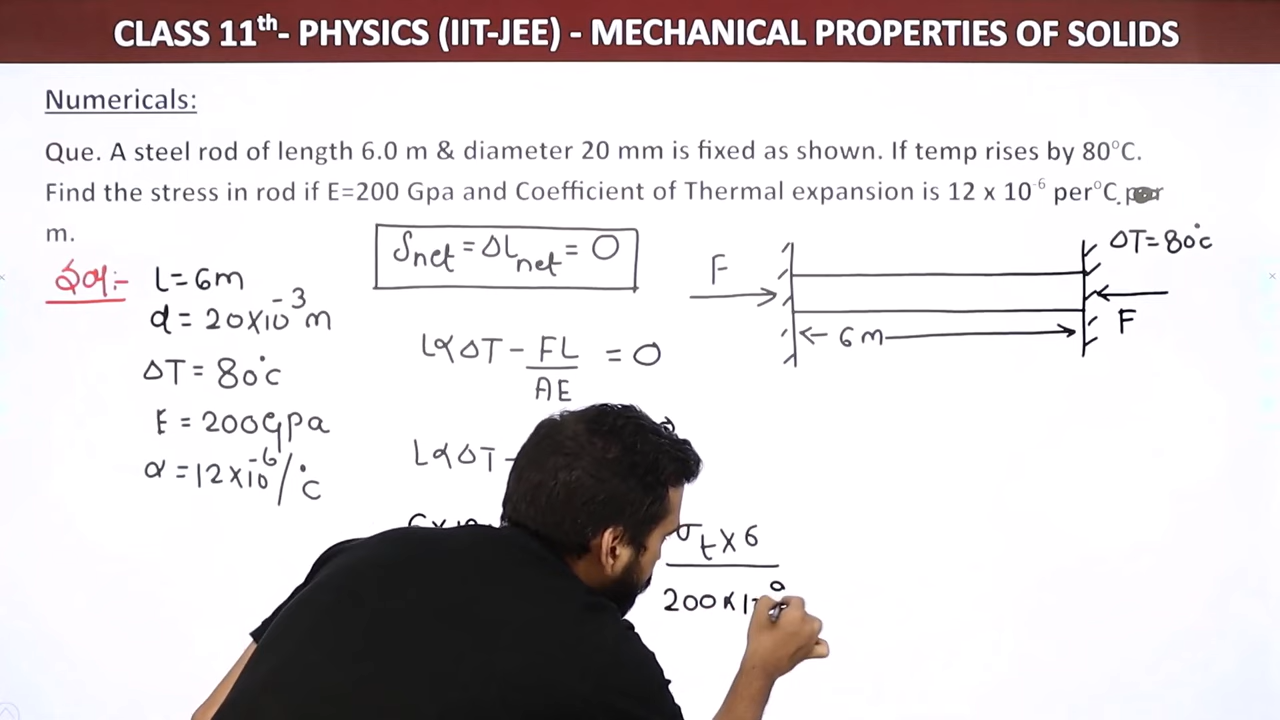 CLASS 11th- PHYSICS (IIT-JEE) - MECHANICAL PROPERTIES OF SOLIDS
Numericals:
Que. A steel rod of length 6.0 m & diameter 20 mm is fixed as shown. If temp rises by 80°C.
Find the stress in rod if E=200 Gpa and Coefficient of Thermal expansion is 12 x 10⁻⁶ per°C.
m.
Sol:-
L=6m
d = 20×10⁻³m
ΔT = 80°C
E = 200GPa
α = 12×10⁻⁶/°C
δnet = ΔLnet = 0
LαΔT - FL/AE = 0
LαΔT -
σt × 6
200×1
F
6m
F
ΔT = 80°C